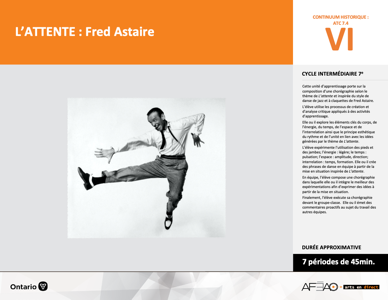 L'ATTENTE : Fred Astaire
CONTINUUM HISTORIQUE :
ATC 7.4
VI
CYCLE INTERMÉDIAIRE 7e
Cette unité d'apprentissage porte sur la
composition d'une chorégraphie selon le
thème de L'attente et inspirée du style de
danse de jazz et à claquettes de Fred Astaire.
L'élève utilise les processus de création et
d'analyse critique appliqués à des activités
d'apprentissage.
Elle ou il explore les éléments clés du corps, de
l'énergie, du temps, de l'espace et de
l'interrelation ainsi que le principe esthétique
du rythme et de l'unité en lien avec les idées
générées par le thème de L'attente.
L'élève expérimente l'utilisation des pieds et
des jambes; l'énergie : légère, le temps :
pulsation; l'espace : amplitude, direction;
interrelation : temps, formation. Elle ou il crée
des phrases de danse en équipe à partir de la
mise en situation inspirée de L'attente.
En équipe, l'élève compose une chorégraphie
dans laquelle elle ou il intègre le meilleur des
expérimentations afin d'exprimer des idées à
partir de la mise en situation.
Finalement, l'élève exécute sa chorégraphie
devant le groupe-classe. Elle ou il émet des
commentaires proactifs au sujet du travail des
autres équipes.
DURÉE APPROXIMATIVE
7 périodes de 45min.
Ontario
AFEAO
arts en direct